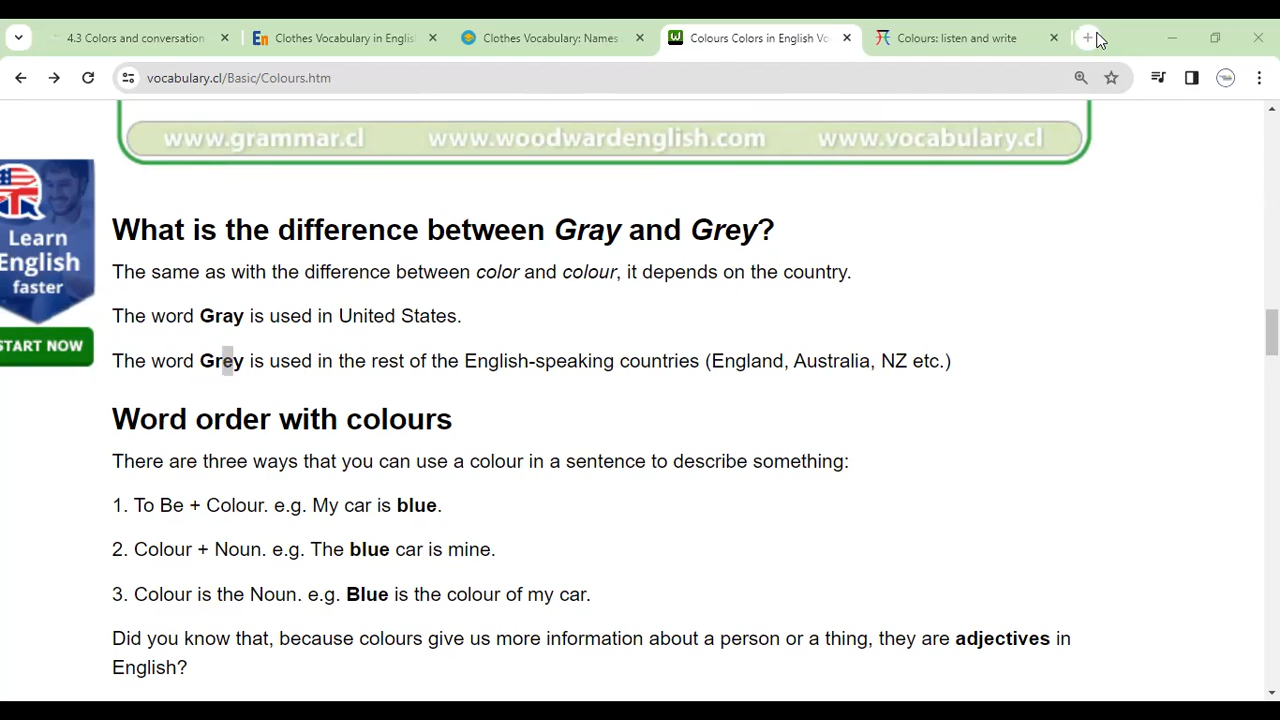 4.3 Colors and conversation
Clothes Vocabulary in Englis
Clothes Vocabulary: Names
Colours Colors in English Vo
Colours: listen and write
vocabulary.cl/Basic/Colours.htm
www.grammar.cl www.woodwardenglish.com www.vocabulary.cl
Learn
English
faster
START NOW
What is the difference between Gray and Grey?
The same as with the difference between color and colour, it depends on the country.
The word Gray is used in United States.
The word Grey is used in the rest of the English-speaking countries (England, Australia, NZ etc.)
Word order with colours
There are three ways that you can use a colour in a sentence to describe something:
1. To Be + Colour. e.g. My car is blue.
2. Colour + Noun. e.g. The blue car is mine.
3. Colour is the Noun. e.g. Blue is the colour of my car.
Did you know that, because colours give us more information about a person or a thing, they are adjectives in
English?